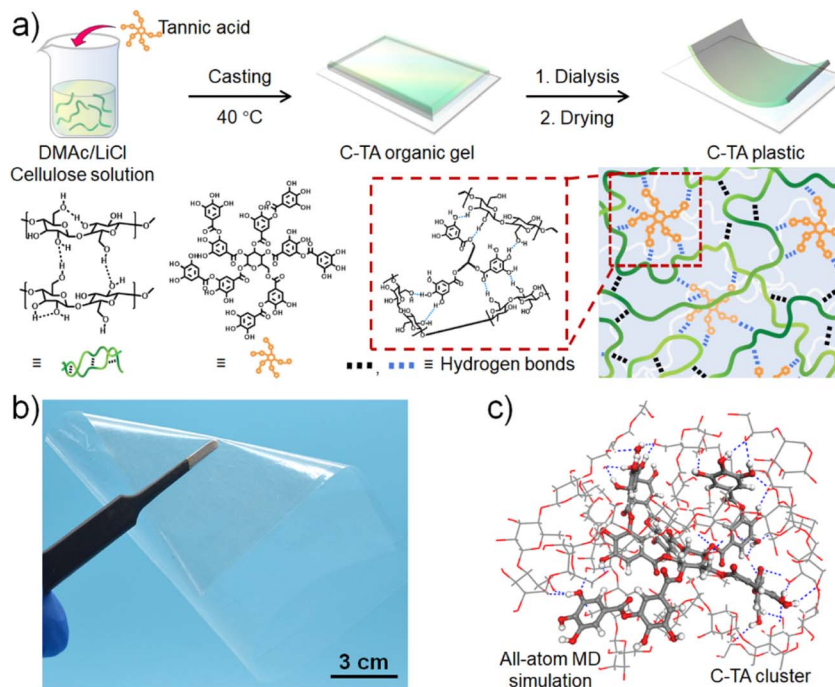 a)
Tannic acid
Casting
40 °C
1. Dialysis
2. Drying
DMAc/LiCl
Cellulose solution
C-TA organic gel
C-TA plastic
≡
≡
, ≡ Hydrogen bonds
b)
3 cm
c)
All-atom MD
simulation
C-TA cluster